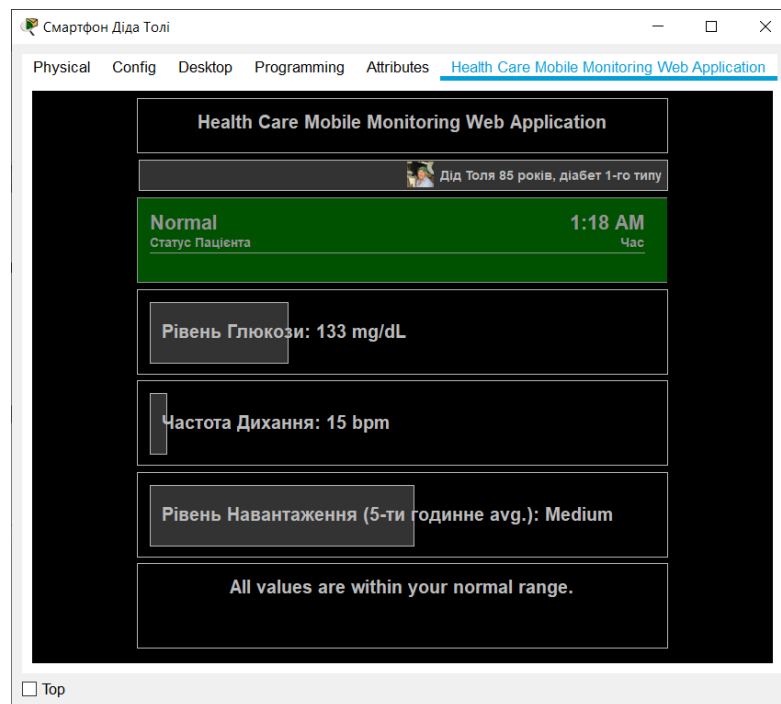 Смартфон Діда Толі
Physical Config Desktop Programming Attributes Health Care Mobile Monitoring Web Application
Health Care Mobile Monitoring Web Application
Дід Толя 85 років, діабет 1-го типу
Normal 1:18 AM
Статус Пацієнта Час
Рівень Глюкози: 133 mg/dL
Частота Дихання: 15 bpm
Рівень Навантаження (5-ти годинне avg.): Medium
All values are within your normal range.
Top